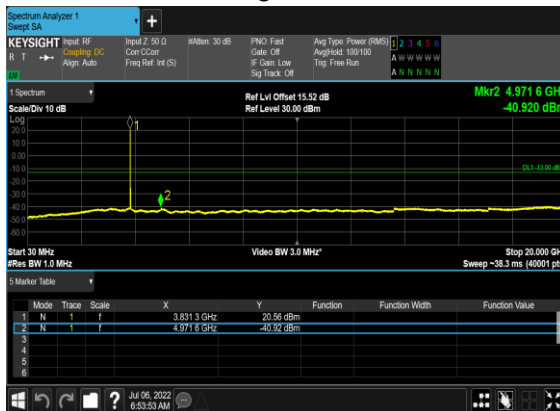 Spectrum Analyzer 1
Swept SA
+
KEYSIGHT Input: RF Input Z: 50 Ω #Atten: 30 dB PNO: Fast Avg Type: Power (RMS) 1 2 3 4 5 6
R T Coupling: DC Corr CCorr Gate: Off Avg|Hold: 100/100 A W W W W W
Align: Auto Freq Ref: Int (S) IF Gain: Low Trig: Free Run
Sig Track: Off A N N N N N
1 Spectrum Ref Lvl Offset 15.52 dB Mkr2 4.971 6 GH
Scale/Div 10 dB Ref Level 30.00 dBm -40.920 dBr
Log
20.0
10.0
0.00
-10.0
-20.0
-30.0
-40.0
-50.0
-60.0
1
2
DL1 -13.00 dB
Start 30 MHz Video BW 3.0 MHz* Stop 20.000 G
#Res BW 1.0 MHz Sweep ~38.3 ms (40001 pt
5 Marker Table
Mode Trace Scale X Y Function Function Width Function Value
1 N 1 f 3.831 3 GHz 20.56 dBm
2 N 1 f 4.971 6 GHz -40.92 dBm
3
4
5
6
? Jul 06, 2022
6:53:53 AM